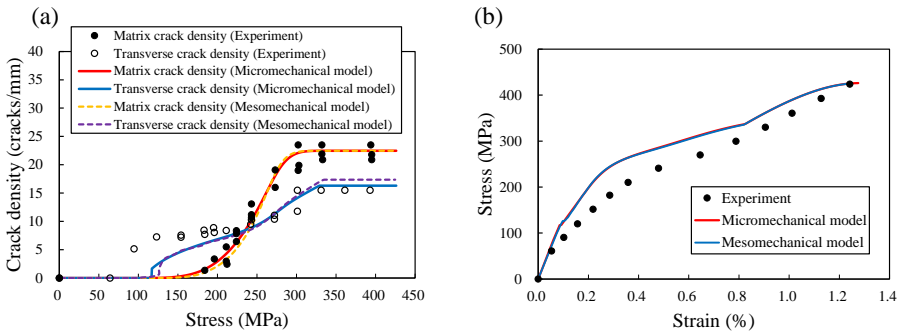 (a)
Matrix crack density (Experiment)
Transverse crack density (Experiment)
Matrix crack density (Micromechanical model)
Transverse crack density (Micromechanical model)
Matrix crack density (Mesomechanical model)
Transverse crack density (Mesomechanical model)
Crack density (cracks/mm)
40
35
30
25
20
15
10
5
0
0 50 100 150 200 250 300 350 400 450
Stress (MPa)
(b)
Stress (MPa)
500
400
300
200
100
0
Experiment
Micromechanical model
Mesomechanical model
0.0 0.2 0.4 0.6 0.8 1.0 1.2 1.4
Strain (%)